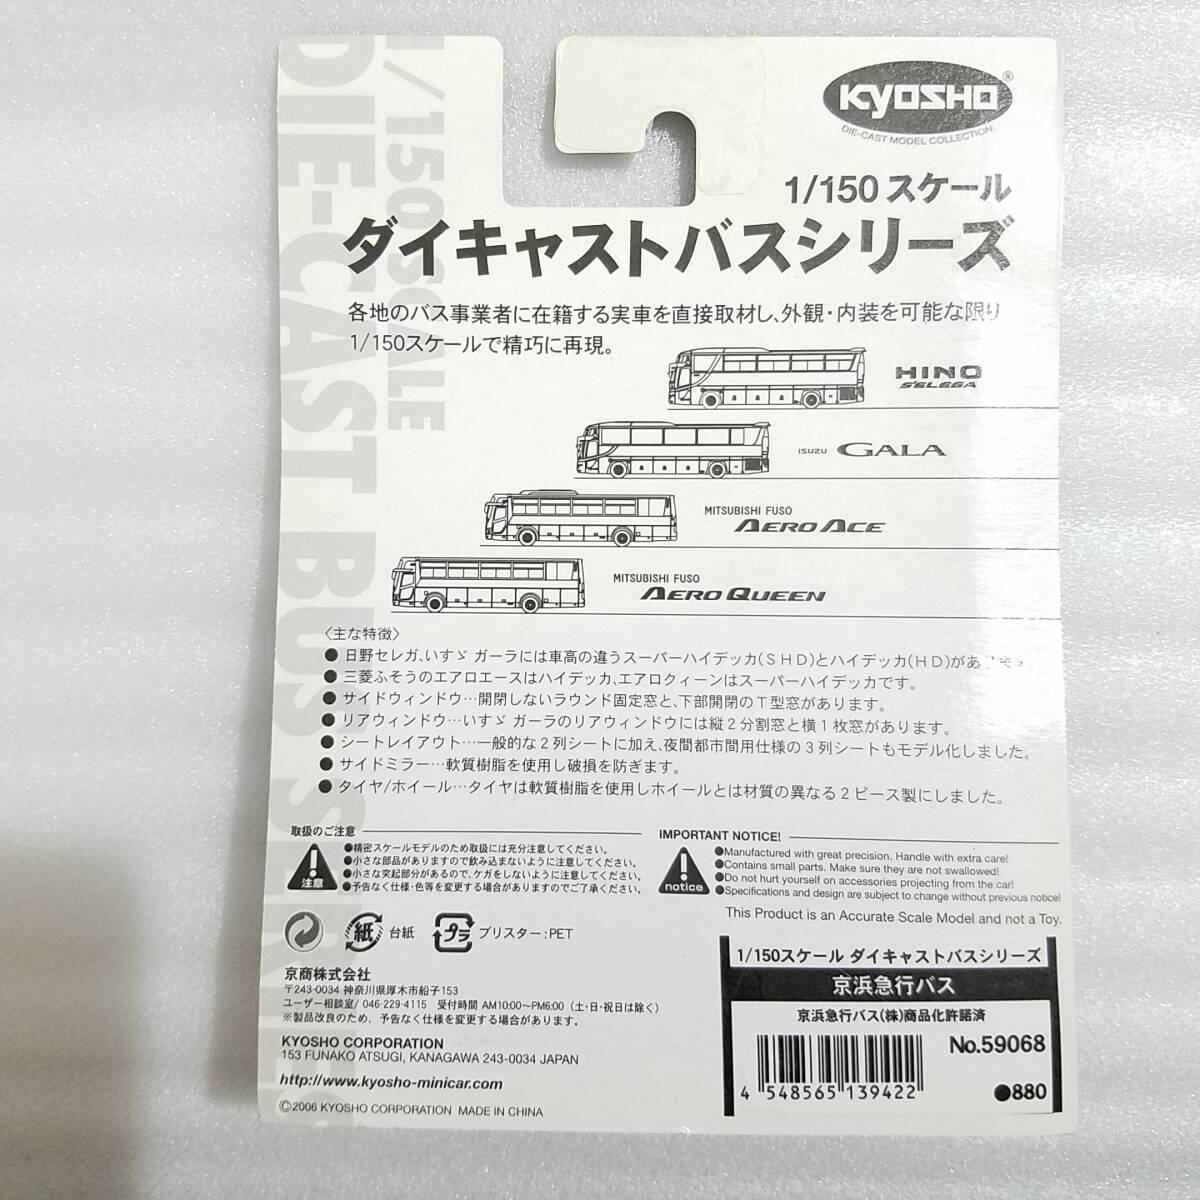 KYOSHO®
DIE-CAST MODEL COLLECTION
1/150 SCALE
DIE-CAST BUS SERIES
1/150 スケール
ダイキャストバスシリーズ
各地のバス事業者に在籍する実車を直接取材し、外観・内装を可能な限り
1/150スケールで精巧に再現。
HINO
S'ELEGA
ISUZU GALA
MITSUBISHI FUSO
AERO ACE
MITSUBISHI FUSO
AERO QUEEN
〈主な特徴〉
● 日野セレガ、いすゞ ガーラには車高の違うスーパーハイデッカ(SHD)とハイデッカ(HD)があります。
● 三菱ふそうのエアロエースはハイデッカ、エアロクィーンはスーパーハイデッカです。
● サイドウィンドウ…開閉しないラウンド固定窓と、下部開閉のT型窓があります。
● リアウィンドウ…いすゞ ガーラのリアウィンドウには縦2分割窓と横1枚窓があります。
● シートレイアウト…一般的な2列シートに加え、夜間都市間用仕様の3列シートもモデル化しました。
● サイドミラー…軟質樹脂を使用し破損を防ぎます。
● タイヤ/ホイール…タイヤは軟質樹脂を使用しホイールとは材質の異なる2ピース製にしました。
取扱のご注意
注意
●精密スケールモデルのため取扱には充分注意してください。
●小さな部品がありますので飲み込まないように注意してください。
●小さな突起部分があるので、ケガをしないように注意してください。
●予告なく仕様・色等を変更する場合がありますのでご了承ください。
IMPORTANT NOTICE!
notice
●Manufactured with great precision. Handle with extra care!
●Contains small parts. Make sure they are not swallowed!
●Do not hurt yourself on accessories projecting from the car!
●Specifications and design are subject to change without previous notice!
This Product is an Accurate Scale Model and not a Toy.
紙 台紙
プラ ブリスター:PET
京商株式会社
〒243-0034 神奈川県厚木市船子153
ユーザー相談室/ 046-229-4115 受付時間 AM10:00〜PM6:00（土・日・祝日は除く）
※製品改良のため、予告なく仕様を変更する場合があります。
KYOSHO CORPORATION
153 FUNAKO ATSUGI, KANAGAWA 243-0034 JAPAN
http://www.kyosho-minicar.com
©2006 KYOSHO CORPORATION MADE IN CHINA
1/150スケール ダイキャストバスシリーズ
京浜急行バス
京浜急行バス(株)商品化許諾済
No.59068
4 548565 139422
●880